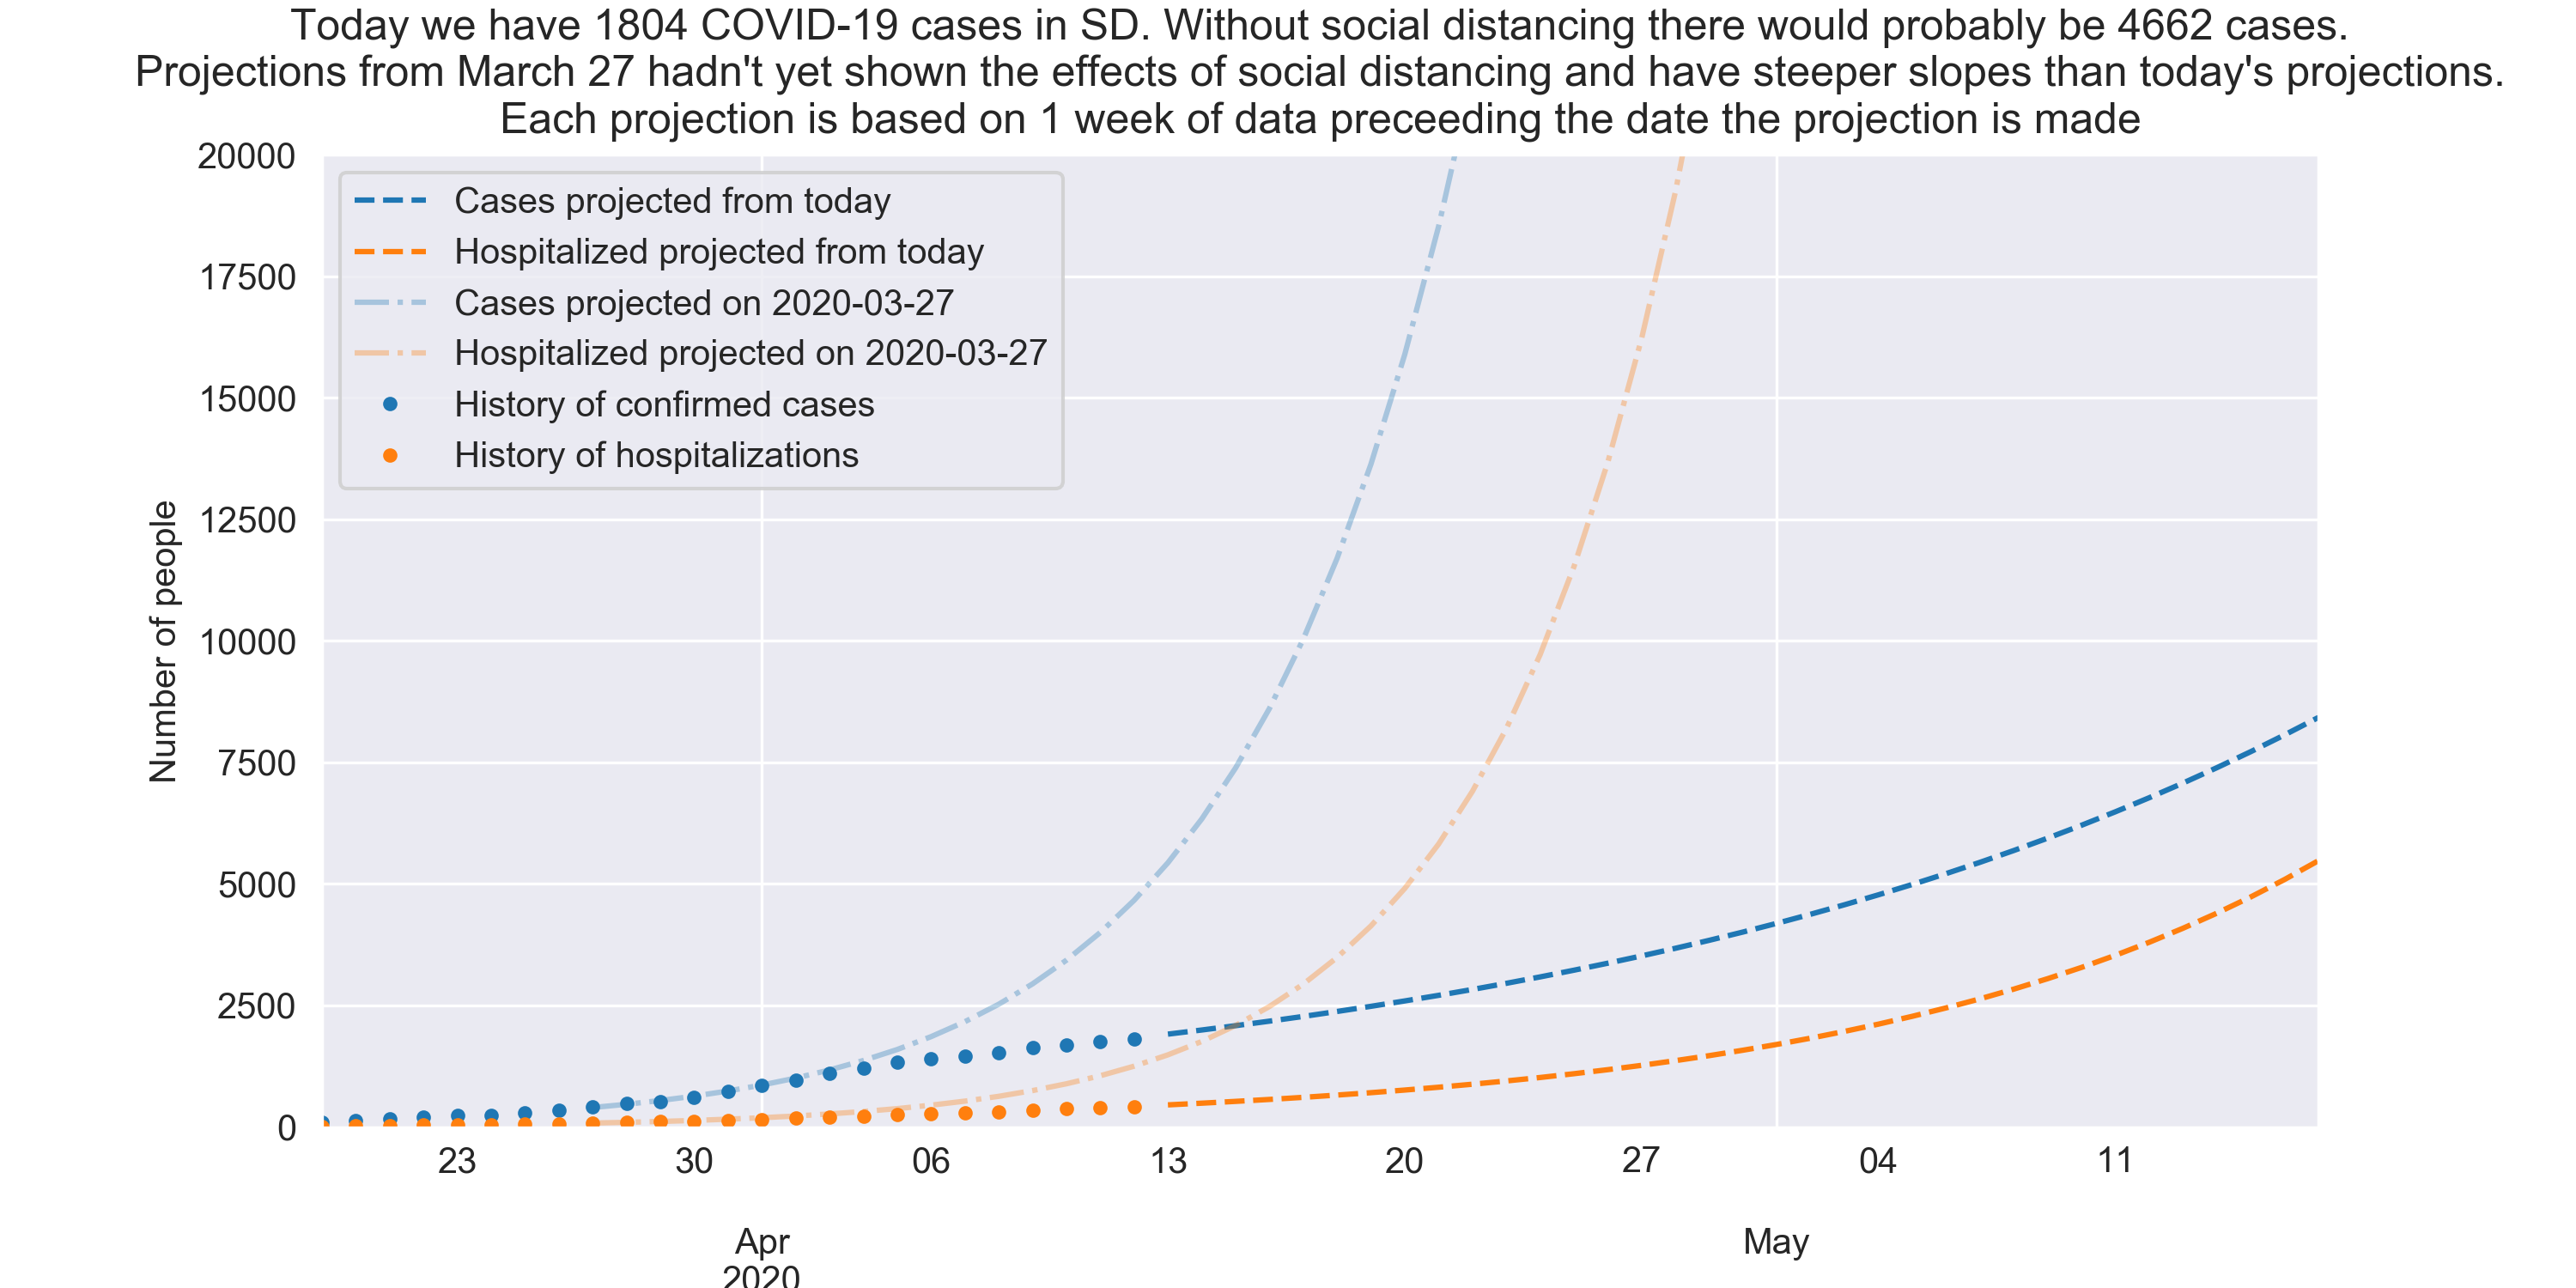 Today we have 1804 COVID-19 cases in SD. Without social distancing there would probably be 4662 cases.
Projections from March 27 hadn't yet shown the effects of social distancing and have steeper slopes than today's projections.
Each projection is based on 1 week of data preceeding the date the projection is made
20000
17500
15000
12500
10000
7500
5000
2500
0
Number of people
Cases projected from today
Hospitalized projected from today
Cases projected on 2020-03-27
Hospitalized projected on 2020-03-27
History of confirmed cases
History of hospitalizations
23 30 06 13 20 27 04 11
Apr May
2020